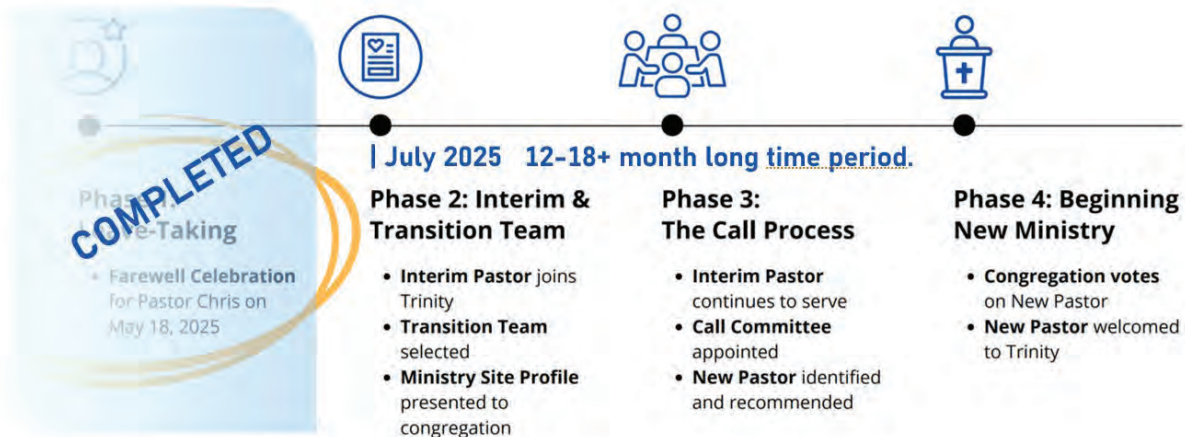 COMPLETED
| July 2025 12-18+ month long time period.
Phase 1:
Leave-Taking
• Farewell Celebration
for Pastor Chris on
May 18, 2025
Phase 2: Interim &
Transition Team
• Interim Pastor joins
Trinity
• Transition Team
selected
• Ministry Site Profile
presented to
congregation
Phase 3:
The Call Process
• Interim Pastor
continues to serve
• Call Committee
appointed
• New Pastor identified
and recommended
Phase 4: Beginning
New Ministry
• Congregation votes
on New Pastor
• New Pastor welcomed
to Trinity